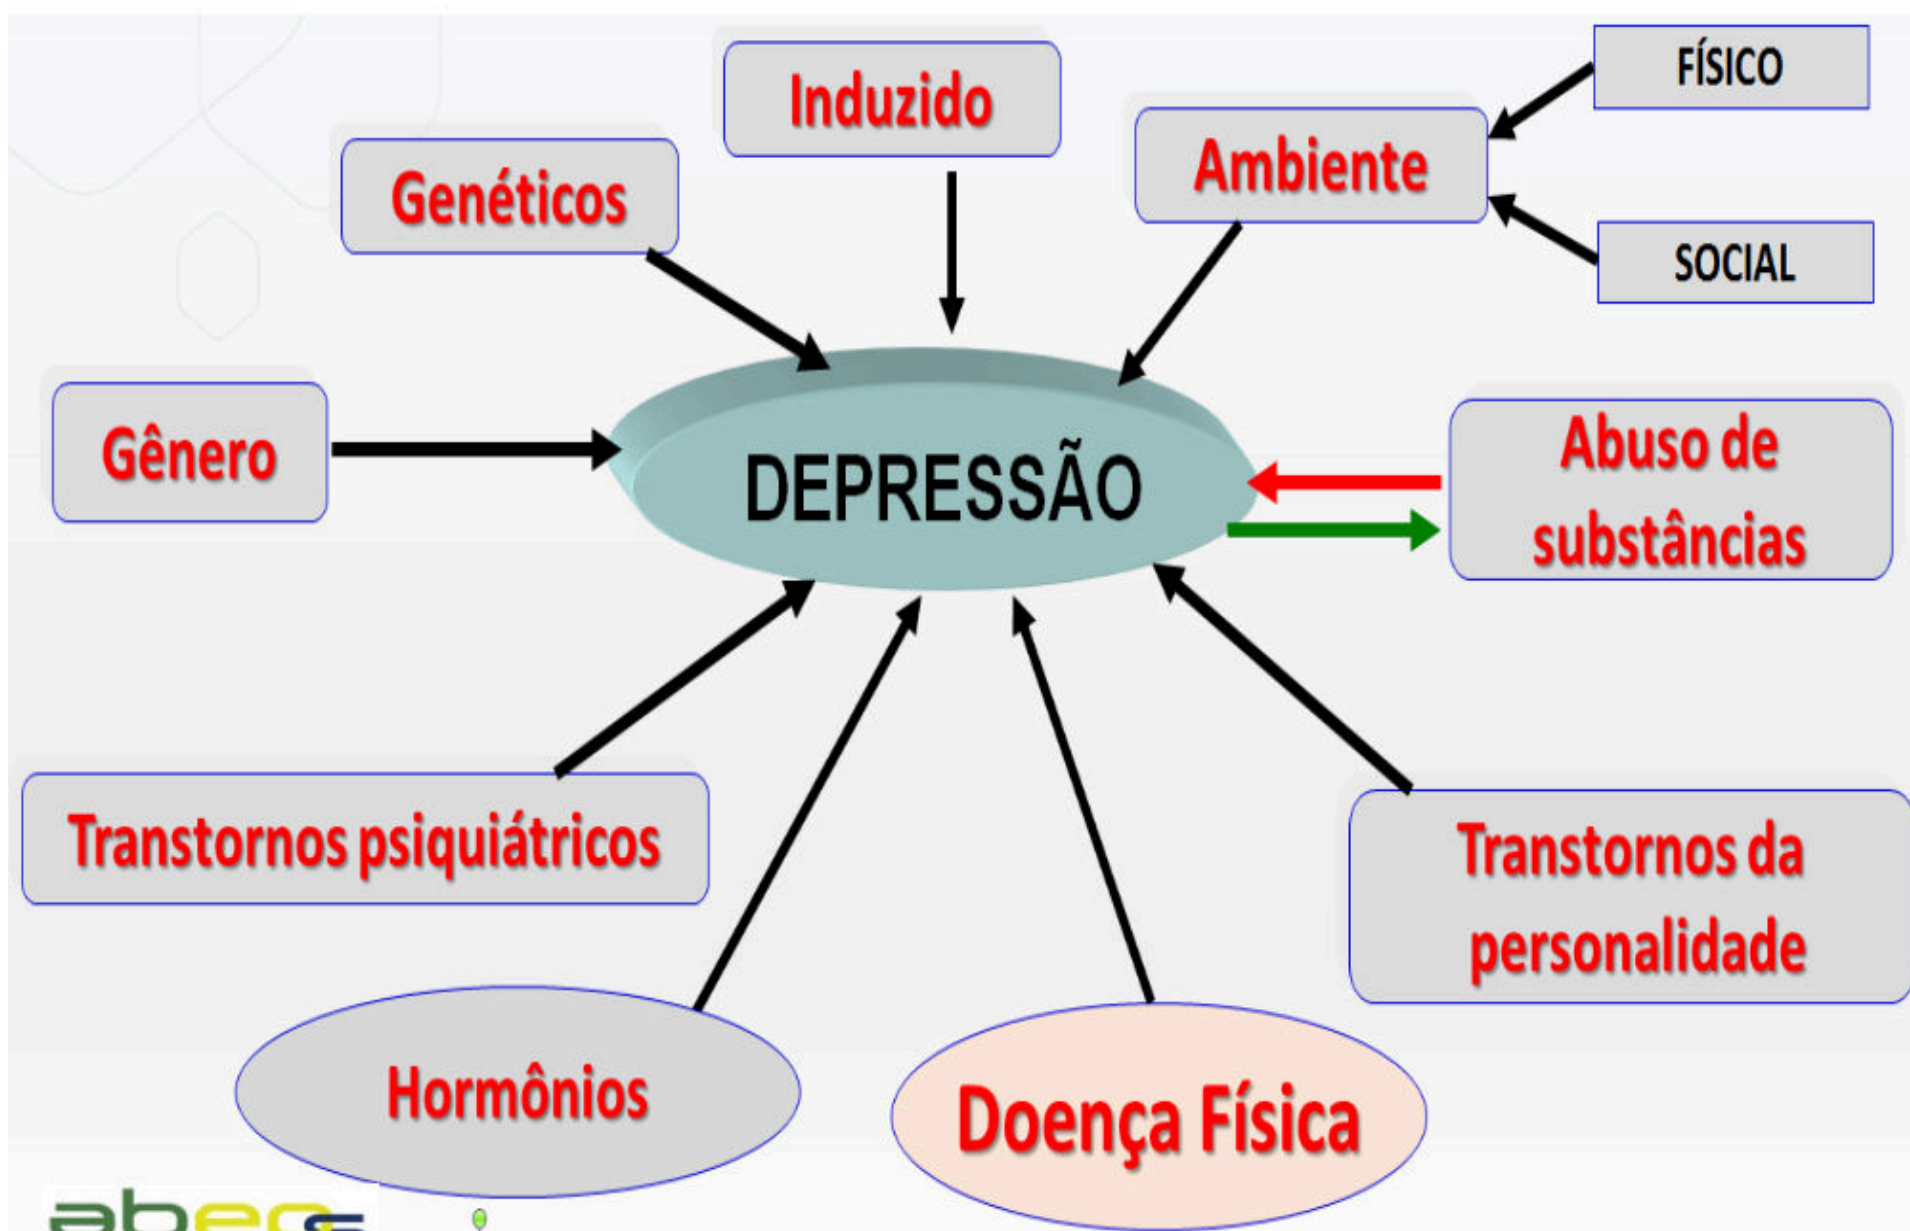 FÍSICO
Induzido
Ambiente
Genéticos
SOCIAL
Gênero
DEPRESSÃO
Abuso de
substâncias
Transtornos psiquiátricos
Transtornos da
personalidade
Hormônios
Doença Física